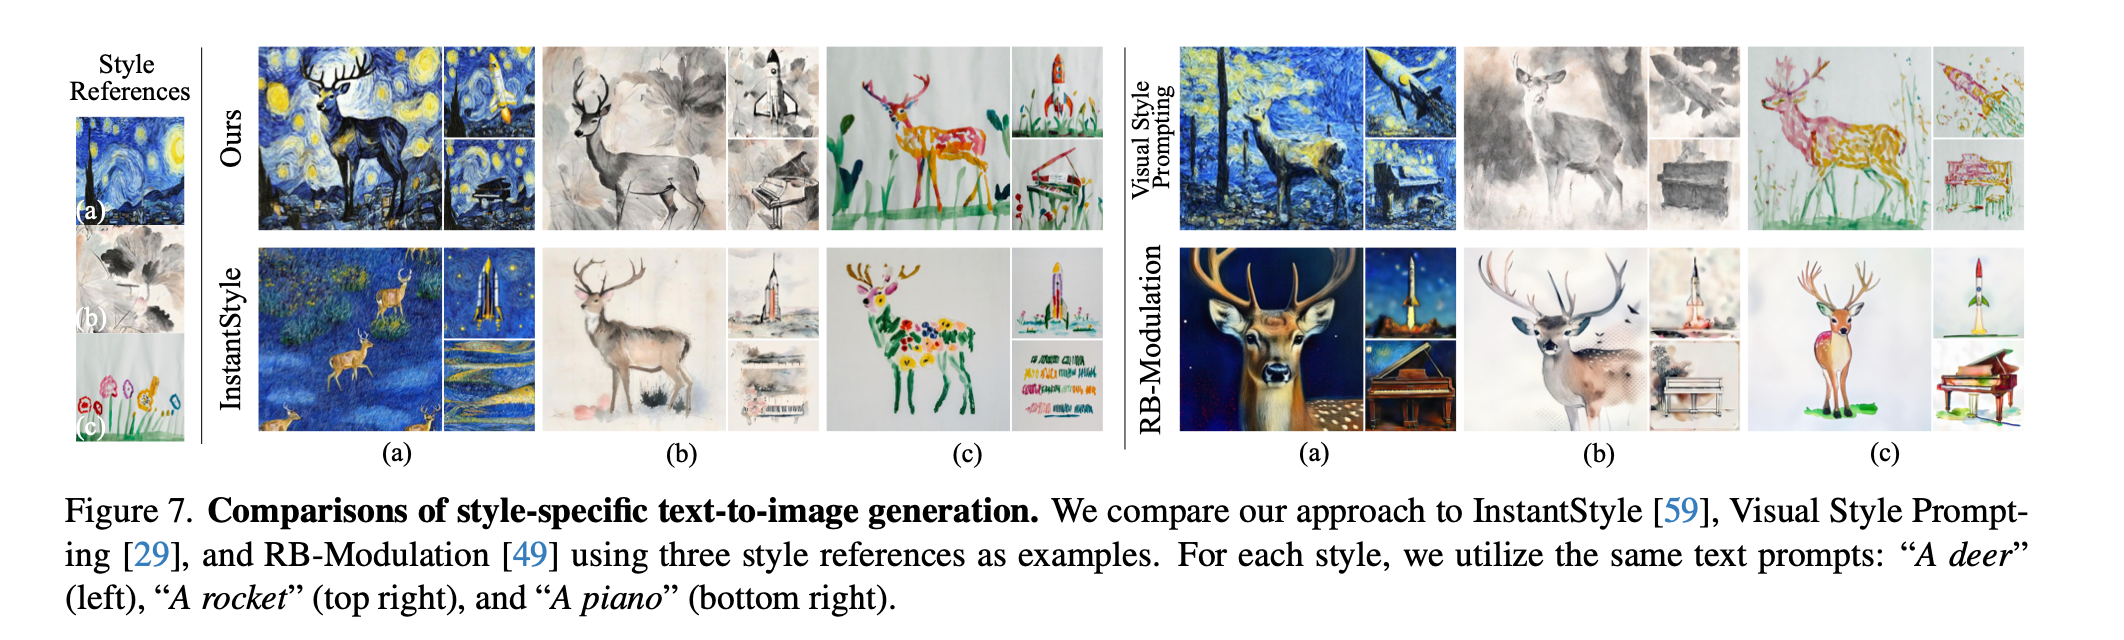 Style
References
(a)
(b)
(c)
Ours
InstantStyle
(a)
(b)
(c)
Visual Style
Prompting
RB-Modulation
(a)
(b)
(c)
Figure 7. Comparisons of style-specific text-to-image generation. We compare our approach to InstantStyle [59], Visual Style Prompt-
ing [29], and RB-Modulation [49] using three style references as examples. For each style, we utilize the same text prompts: “A deer”
(left), “A rocket” (top right), and “A piano” (bottom right).